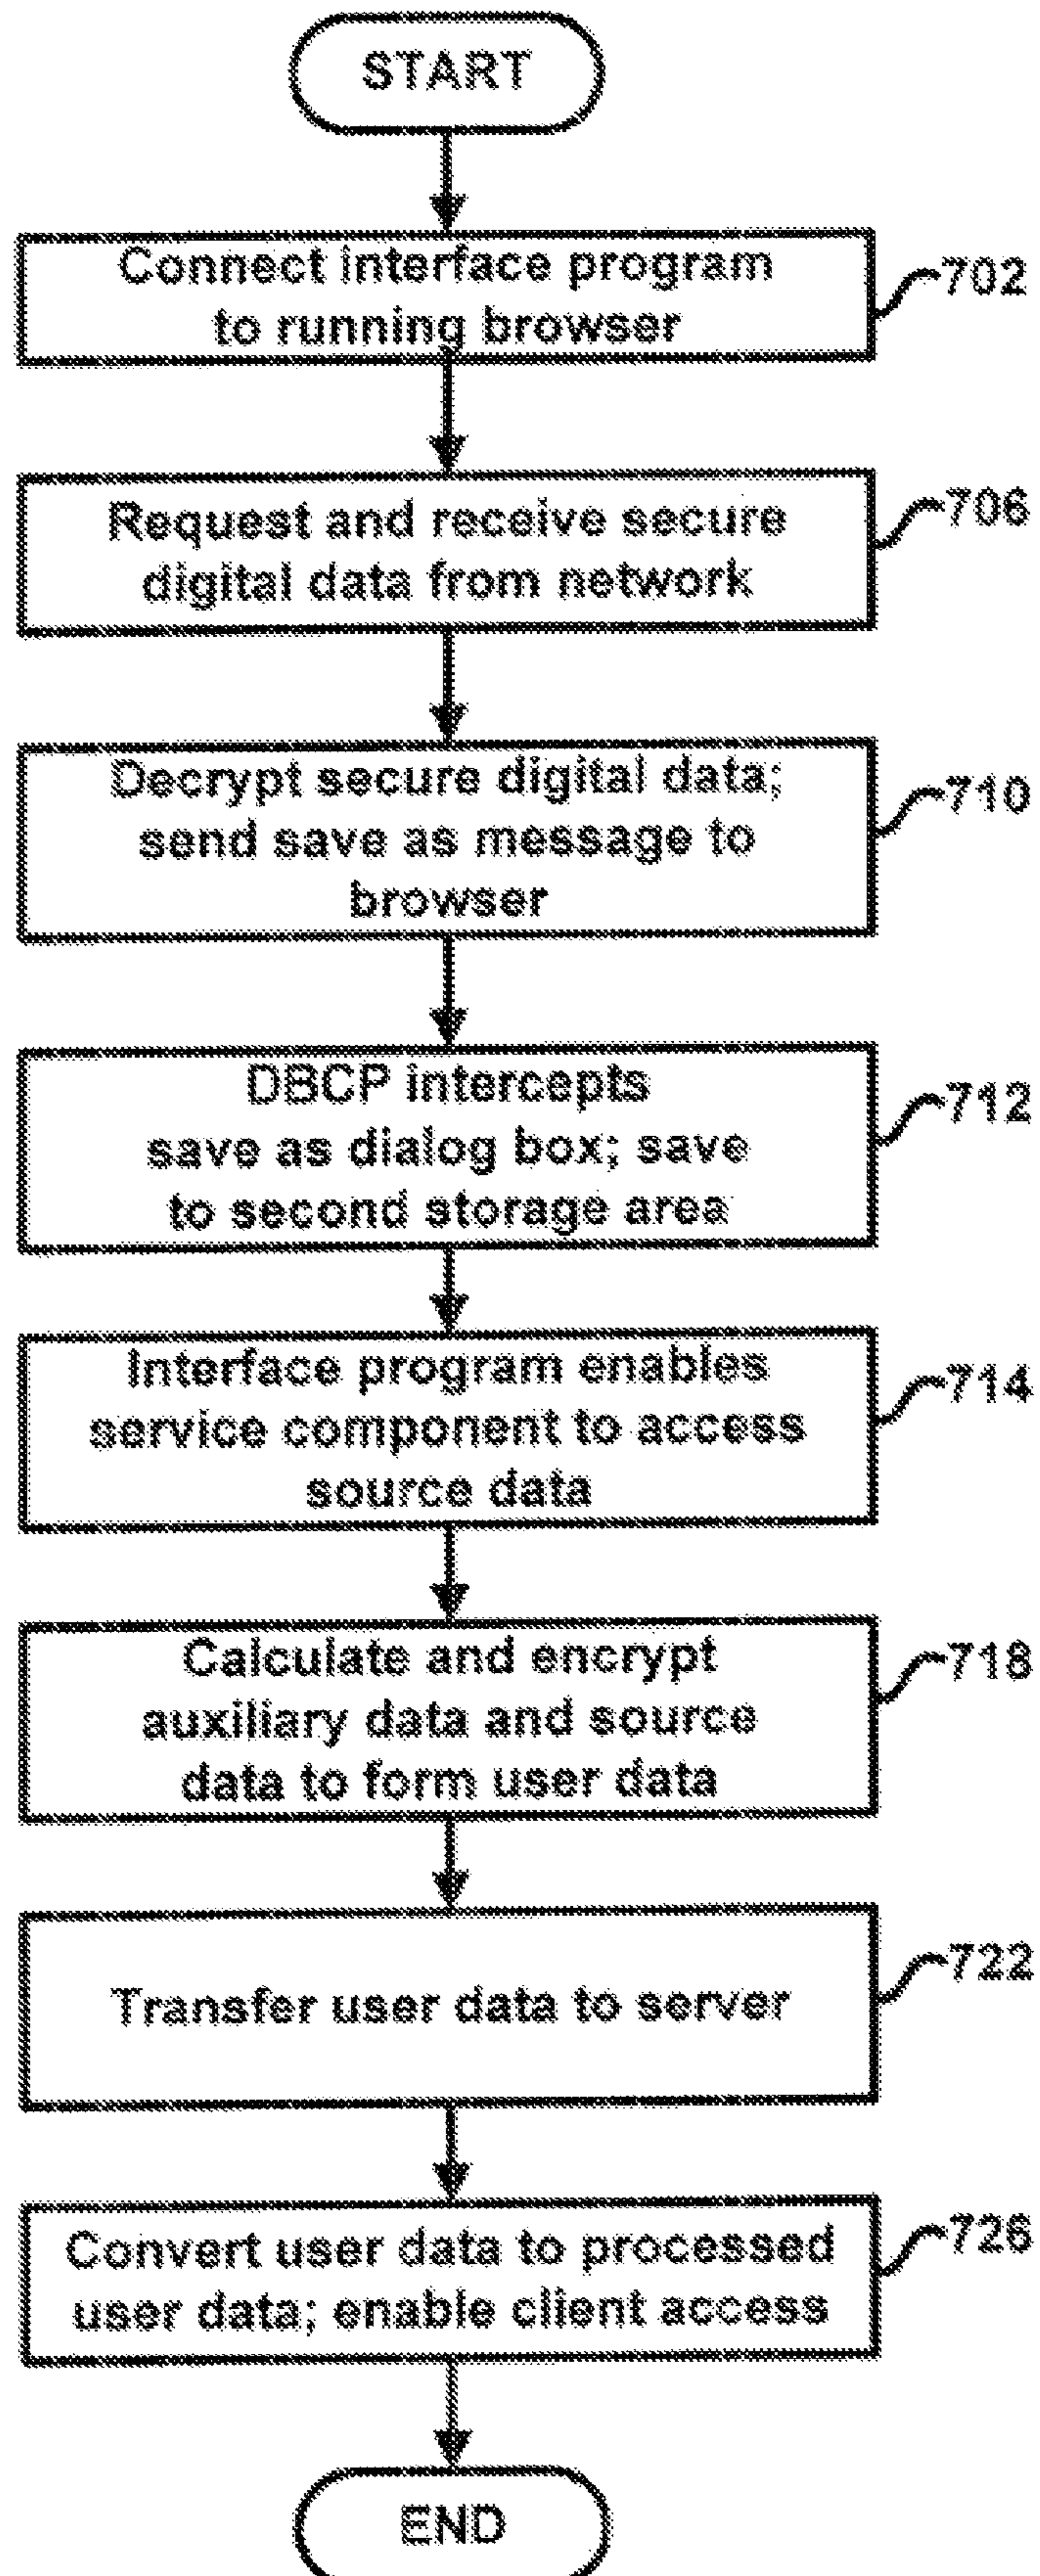 START
Connect interface program
to running browser
702
Request and receive secure
digital data from network
706
Decrypt secure digital data;
send save as message to
browser
710
DBCP intercepts
save as dialog box; save
to second storage area
712
Interface program enables
service component to access
source data
714
Calculate and encrypt
auxiliary data and source
data to form user data
718
Transfer user data to server
722
Convert user data to processed
user data; enable client access
726
END